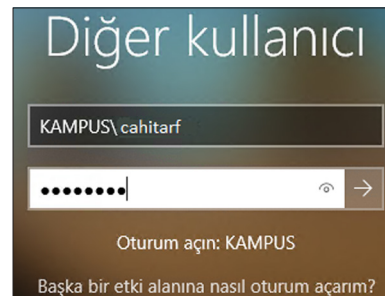 Diğer kullanıcı
KAMPUS\cahitarf
Oturum açın: KAMPUS
Başka bir etki alanına nasıl oturum açarım?